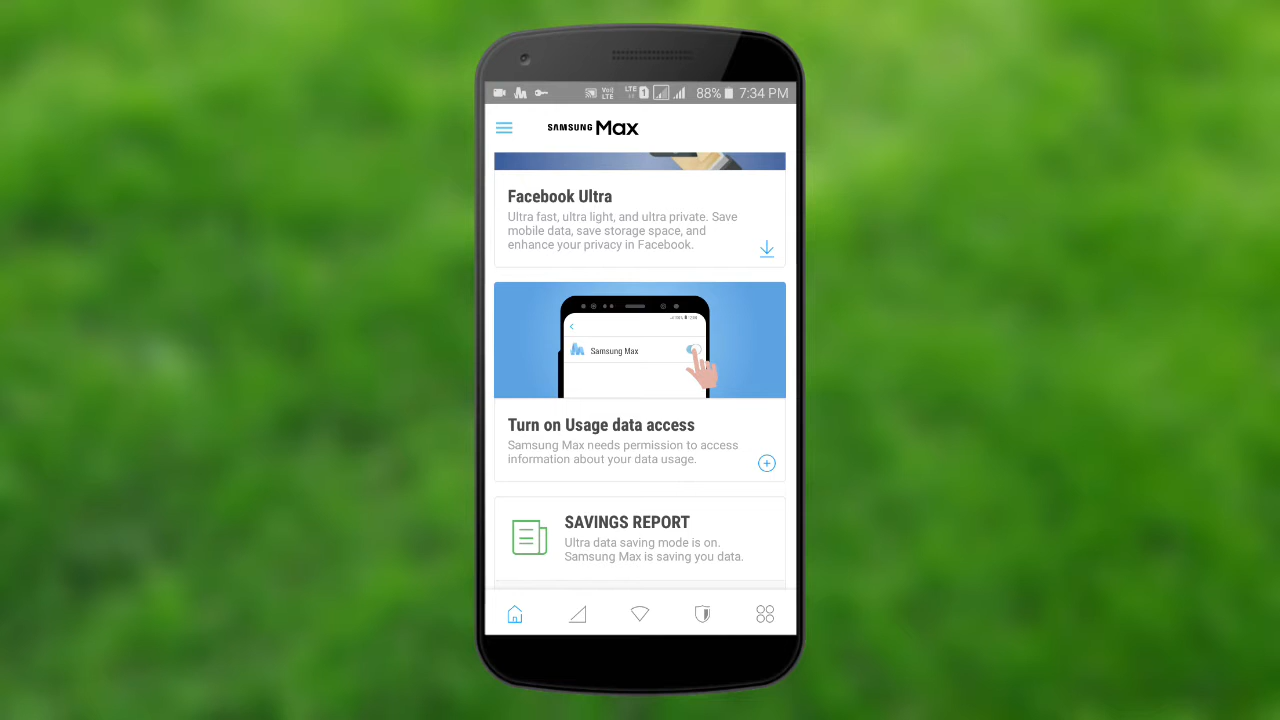 88% 7:34 PM
SAMSUNG Max
Facebook Ultra
Ultra fast, ultra light, and ultra private. Save
mobile data, save storage space, and
enhance your privacy in Facebook.
Samsung Max
Turn on Usage data access
Samsung Max needs permission to access
information about your data usage.
SAVINGS REPORT
Ultra data saving mode is on.
Samsung Max is saving you data.